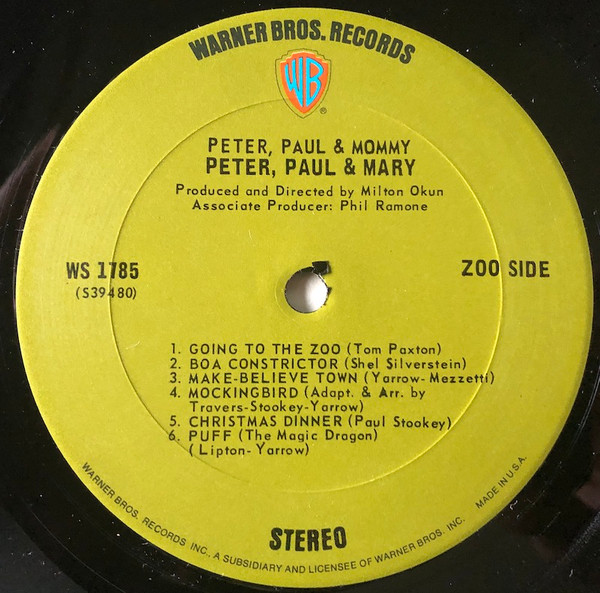 WARNER BROS. RECORDS
WB
®
PETER, PAUL & MOMMY
PETER, PAUL & MARY
Produced and Directed by Milton Okun
Associate Producer: Phil Ramone
WS 1785
(S39480)
ZOO SIDE
1. GOING TO THE ZOO (Tom Paxton)
2. BOA CONSTRICTOR (Shel Silverstein)
3. MAKE-BELIEVE TOWN (Yarrow-Mezzetti)
4. MOCKINGBIRD (Adapt. & Arr. by
Travers-Stookey-Yarrow)
5. CHRISTMAS DINNER (Paul Stookey)
6. PUFF (The Magic Dragon)
(Lipton-Yarrow)
STEREO
WARNER BROS. RECORDS INC., A SUBSIDIARY AND LICENSEE OF WARNER BROS. INC. MADE IN U.S.A.